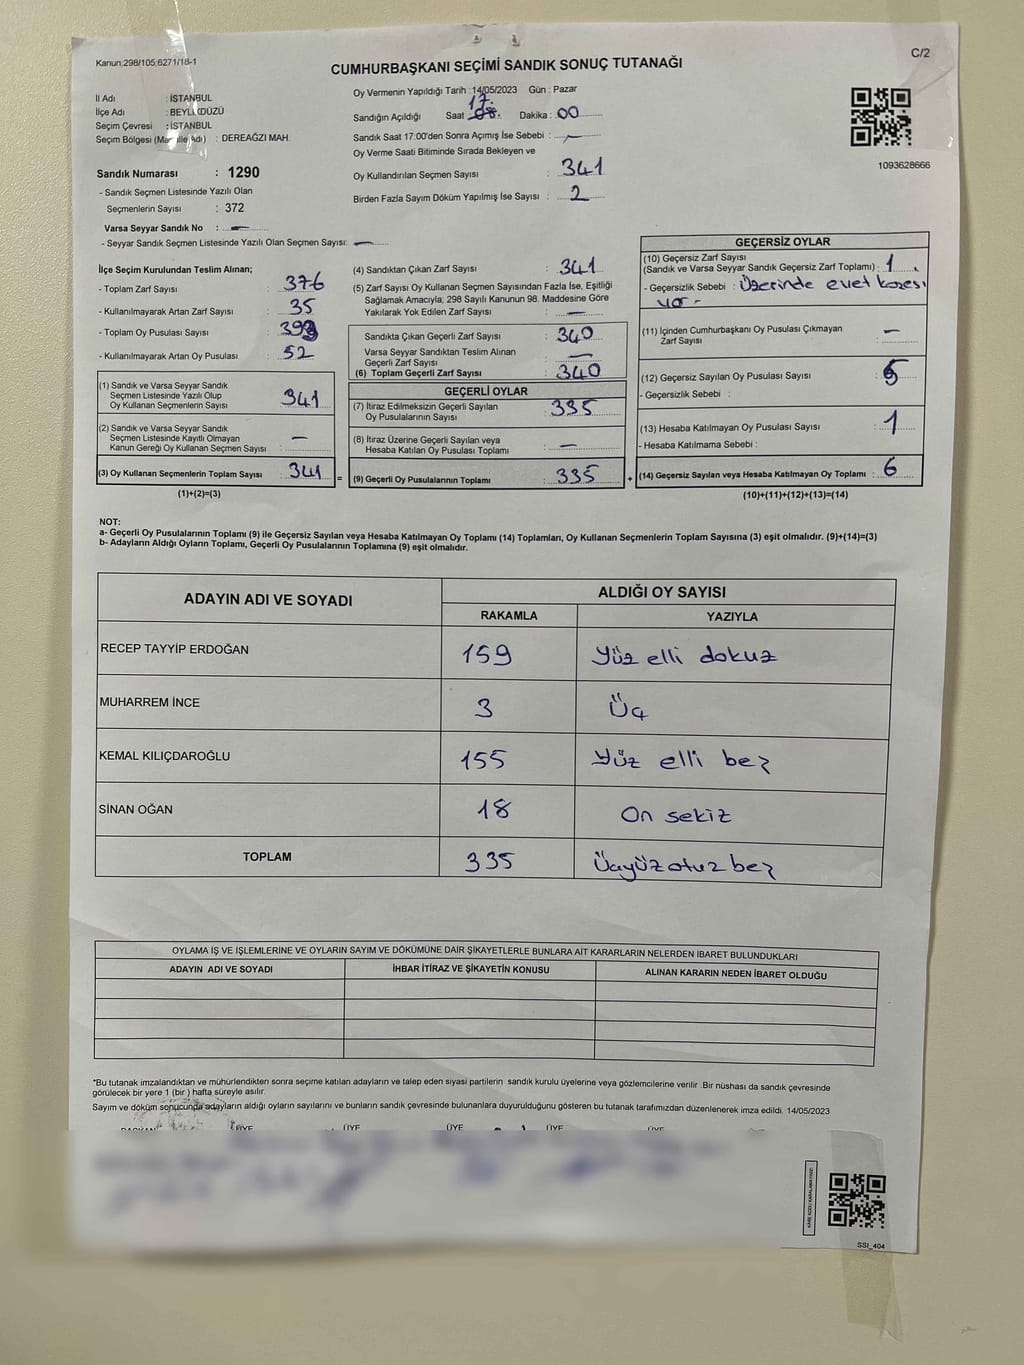 Kanun;298/105;6271/18-1
C/2
CUMHURBAŞKANI SEÇİMİ SANDIK SONUÇ TUTANAĞI
İl Adı : İSTANBUL
İlçe Adı : BEYLİKDÜZÜ
Seçim Çevresi : İSTANBUL
Seçim Bölgesi (Mahalle Adı) : DEREAĞZI MAH.
Oy Vermenin Yapıldığı Tarih : 14/05/2023 Gün : Pazar
Sandığın Açıldığı Saat 17: Dakika : 00
Sandık Saat 17:00'den Sonra Açımış İse Sebebi : —
Oy Verme Saati Bitiminde Sırada Bekleyen ve
Oy Kullandırılan Seçmen Sayısı : 341
Birden Fazla Sayım Döküm Yapılmış İse Sayısı : 2
1093628666
Sandık Numarası : 1290
- Sandık Seçmen Listesinde Yazılı Olan
Seçmenlerin Sayısı : 372
Varsa Seyyar Sandık No : —
- Seyyar Sandık Seçmen Listesinde Yazılı Olan Seçmen Sayısı: —
İlçe Seçim Kurulundan Teslim Alınan;
- Toplam Zarf Sayısı : 376
- Kullanılmayarak Artan Zarf Sayısı : 35
- Toplam Oy Pusulası Sayısı : 393
- Kullanılmayarak Artan Oy Pusulası : 52
(1) Sandık ve Varsa Seyyar Sandık
Seçmen Listesinde Yazılı Olup
Oy Kullanan Seçmenlerin Sayısı : 341
(2) Sandık ve Varsa Seyyar Sandık
Seçmen Listesinde Kayıtlı Olmayan
Kanun Gereği Oy Kullanan Seçmen Sayısı : —
(3) Oy Kullanan Seçmenlerin Toplam Sayısı : 341
(1)+(2)=(3)
=
(4) Sandıktan Çıkan Zarf Sayısı : 341
(5) Zarf Sayısı Oy Kullanan Seçmen Sayısından Fazla İse, Eşitliği
Sağlamak Amacıyla; 298 Sayılı Kanunun 98. Maddesine Göre
Yakılarak Yok Edilen Zarf Sayısı : —
Sandıkta Çıkan Geçerli Zarf Sayısı : 340
Varsa Seyyar Sandıktan Teslim Alınan
Geçerli Zarf Sayısı : —
(6) Toplam Geçerli Zarf Sayısı : 340
GEÇERLİ OYLAR
(7) İtiraz Edilmeksizin Geçerli Sayılan
Oy Pusulalarının Sayısı : 335
(8) İtiraz Üzerine Geçerli Sayılan veya
Hesaba Katılan Oy Pusulası Toplamı : —
(9) Geçerli Oy Pusulalarının Toplamı : 335
+
GEÇERSİZ OYLAR
(10) Geçersiz Zarf Sayısı
(Sandık ve Varsa Seyyar Sandık Geçersiz Zarf Toplamı) : 1
- Geçersizlik Sebebi : Üzerinde evet kaşesi
var -
(11) İçinden Cumhurbaşkanı Oy Pusulası Çıkmayan
Zarf Sayısı : —
(12) Geçersiz Sayılan Oy Pusulası Sayısı : 5
- Geçersizlik Sebebi :
(13) Hesaba Katılmayan Oy Pusulası Sayısı : 1
- Hesaba Katılmama Sebebi :
(14) Geçersiz Sayılan veya Hesaba Katılmayan Oy Toplamı : 6
(10)+(11)+(12)+(13)=(14)
NOT:
a- Geçerli Oy Pusulalarının Toplamı (9) ile Geçersiz Sayılan veya Hesaba Katılmayan Oy Toplamı (14) Toplamları, Oy Kullanan Seçmenlerin Toplam Sayısına (3) eşit olmalıdır. (9)+(14)=(3)
b- Adayların Aldığı Oyların Toplamı, Geçerli Oy Pusulalarının Toplamına (9) eşit olmalıdır.
ADAYIN ADI VE SOYADI ALDIĞI OY SAYISI
RAKAMLA YAZIYLA
RECEP TAYYİP ERDOĞAN 159 Yüz elli dokuz
MUHARREM İNCE 3 Üç
KEMAL KILIÇDAROĞLU 155 Yüz elli beş
SİNAN OĞAN 18 On sekiz
TOPLAM 335 Üçyüzotuzbeş
OYLAMA İŞ VE İŞLEMLERİNE VE OYLARIN SAYIM VE DÖKÜMÜNE DAİR ŞİKAYETLERLE BUNLARA AİT KARARLARIN NELERDEN İBARET BULUNDUKLARI
ADAYIN ADI VE SOYADI İHBAR İTİRAZ VE ŞİKAYETİN KONUSU ALINAN KARARIN NEDEN İBARET OLDUĞU
*Bu tutanak imzalandıktan ve mühürlendikten sonra seçime katılan adayların ve talep eden siyasi partilerin sandık kurulu üyelerine veya gözlemcilerine verilir .Bir nüshası da sandık çevresinde
görülecek bir yere 1 (bir ) hafta süreyle asılır.
Sayım ve döküm sonucunda adayların aldığı oyların sayılarını ve bunların sandık çevresinde bulunanlara duyurulduğunu gösteren bu tutanak tarafımızdan düzenlenerek imza edildi. 14/05/2023
BAŞKAN ÜYE ÜYE ÜYE ÜYE ÜYE
KARE KODU KARALAMAYINIZ!
SSI_404